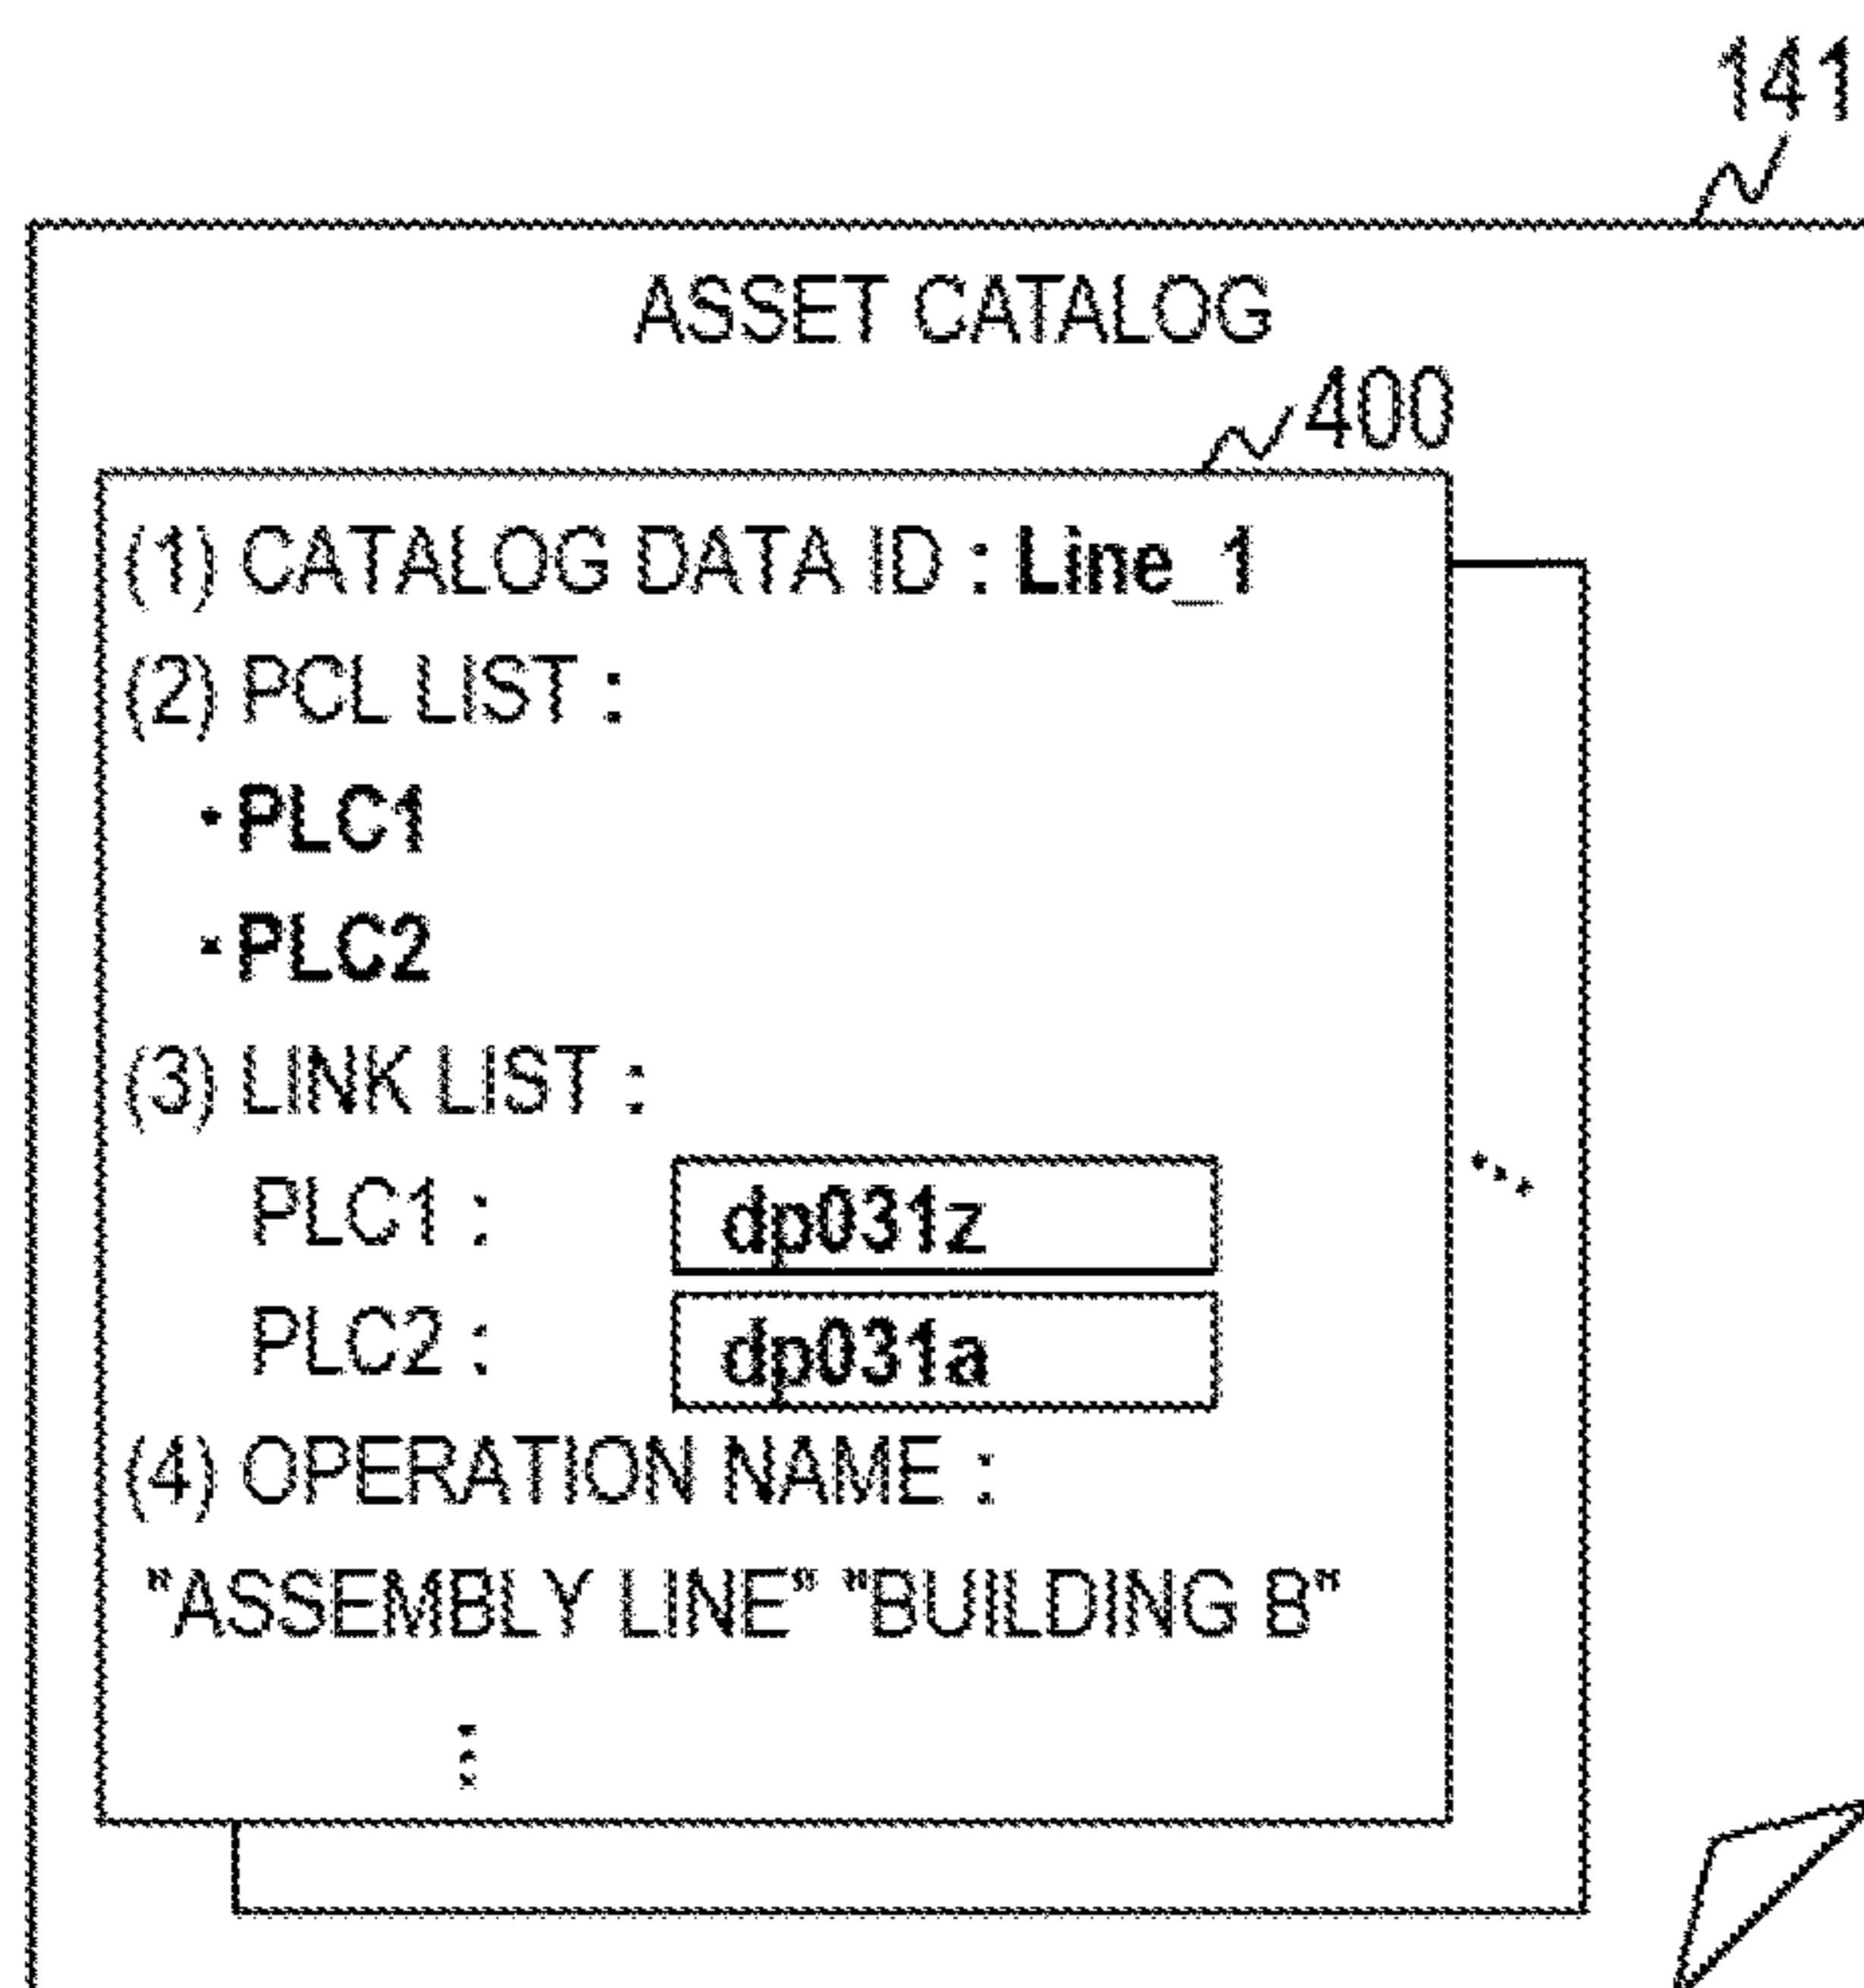 141
ASSET CATALOG
400
(1) CATALOG DATA ID : Line_1
(2) PCL LIST :
・PLC1
・PLC2
(3) LINK LIST :
PLC1 : dp031z
PLC2 : dp031a
(4) OPERATION NAME :
"ASSEMBLY LINE" "BUILDING B"